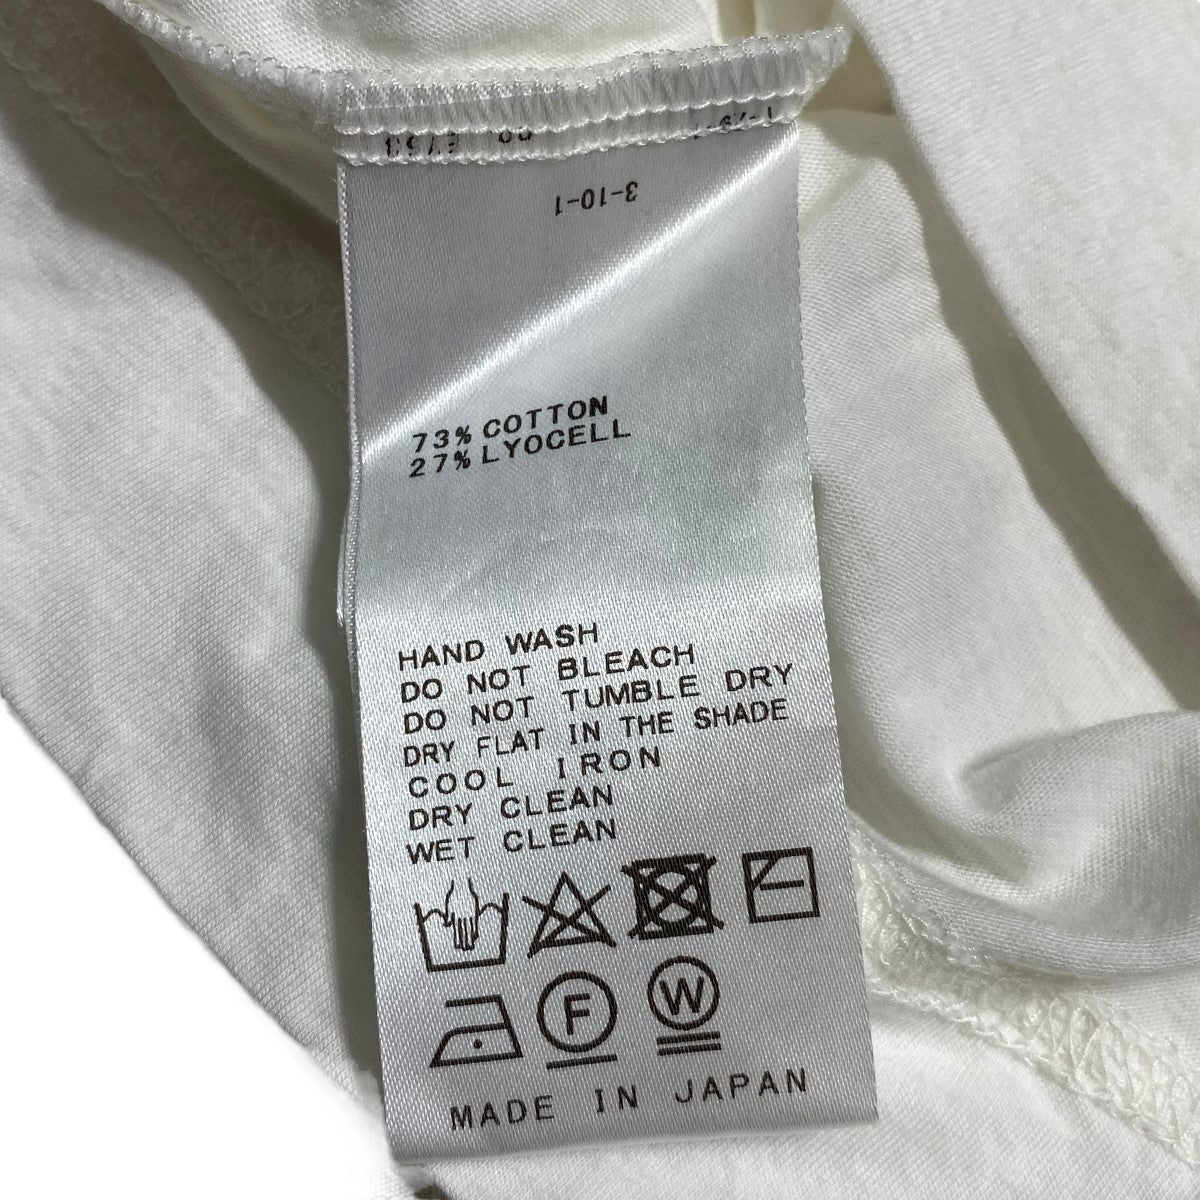 3-10-1
73% COTTON
27% LYOCELL
HAND WASH
DO NOT BLEACH
DO NOT TUMBLE DRY
DRY FLAT IN THE SHADE
COOL IRON
DRY CLEAN
WET CLEAN
F W
MADE IN JAPAN